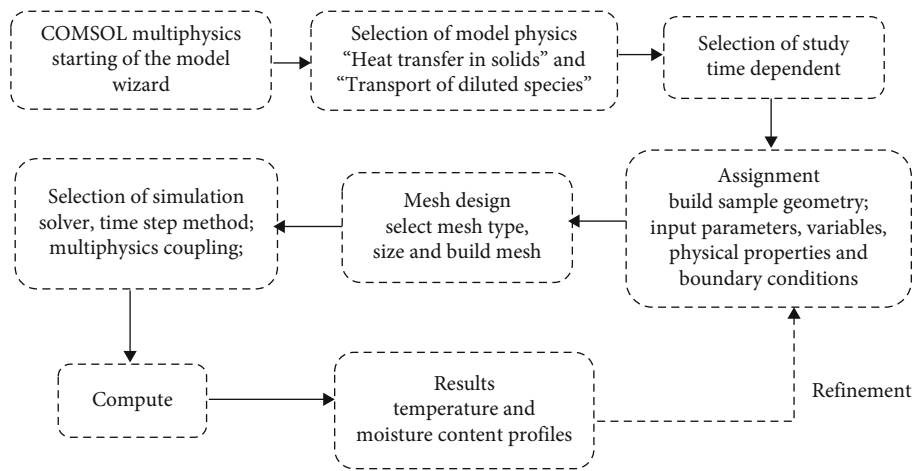 COMSOL multiphysics
starting of the model
wizard
Selection of model physics
“Heat transfer in solids” and
“Transport of diluted species”
Selection of study
time dependent
Assignment
build sample geometry;
input parameters, variables,
physical properties and
boundary conditions
Mesh design
select mesh type,
size and build mesh
Selection of simulation
solver, time step method;
multiphysics coupling;
Compute
Results
temperature and
moisture content profiles
Refinement